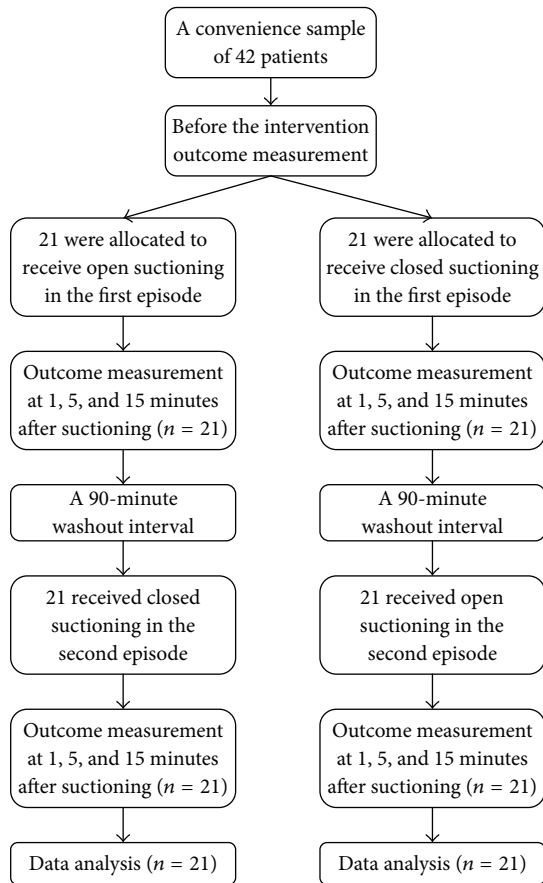 A convenience sample
of 42 patients
Before the intervention
outcome measurement
21 were allocated to
receive open suctioning
in the first episode
Outcome measurement
at 1, 5, and 15 minutes
after suctioning (n = 21)
A 90-minute
washout interval
21 received closed
suctioning in the
second episode
Outcome measurement
at 1, 5, and 15 minutes
after suctioning (n = 21)
Data analysis (n = 21)
21 were allocated to
receive closed suctioning
in the first episode
Outcome measurement
at 1, 5, and 15 minutes
after suctioning (n = 21)
A 90-minute
washout interval
21 received open
suctioning in the
second episode
Outcome measurement
at 1, 5, and 15 minutes
after suctioning (n = 21)
Data analysis (n = 21)